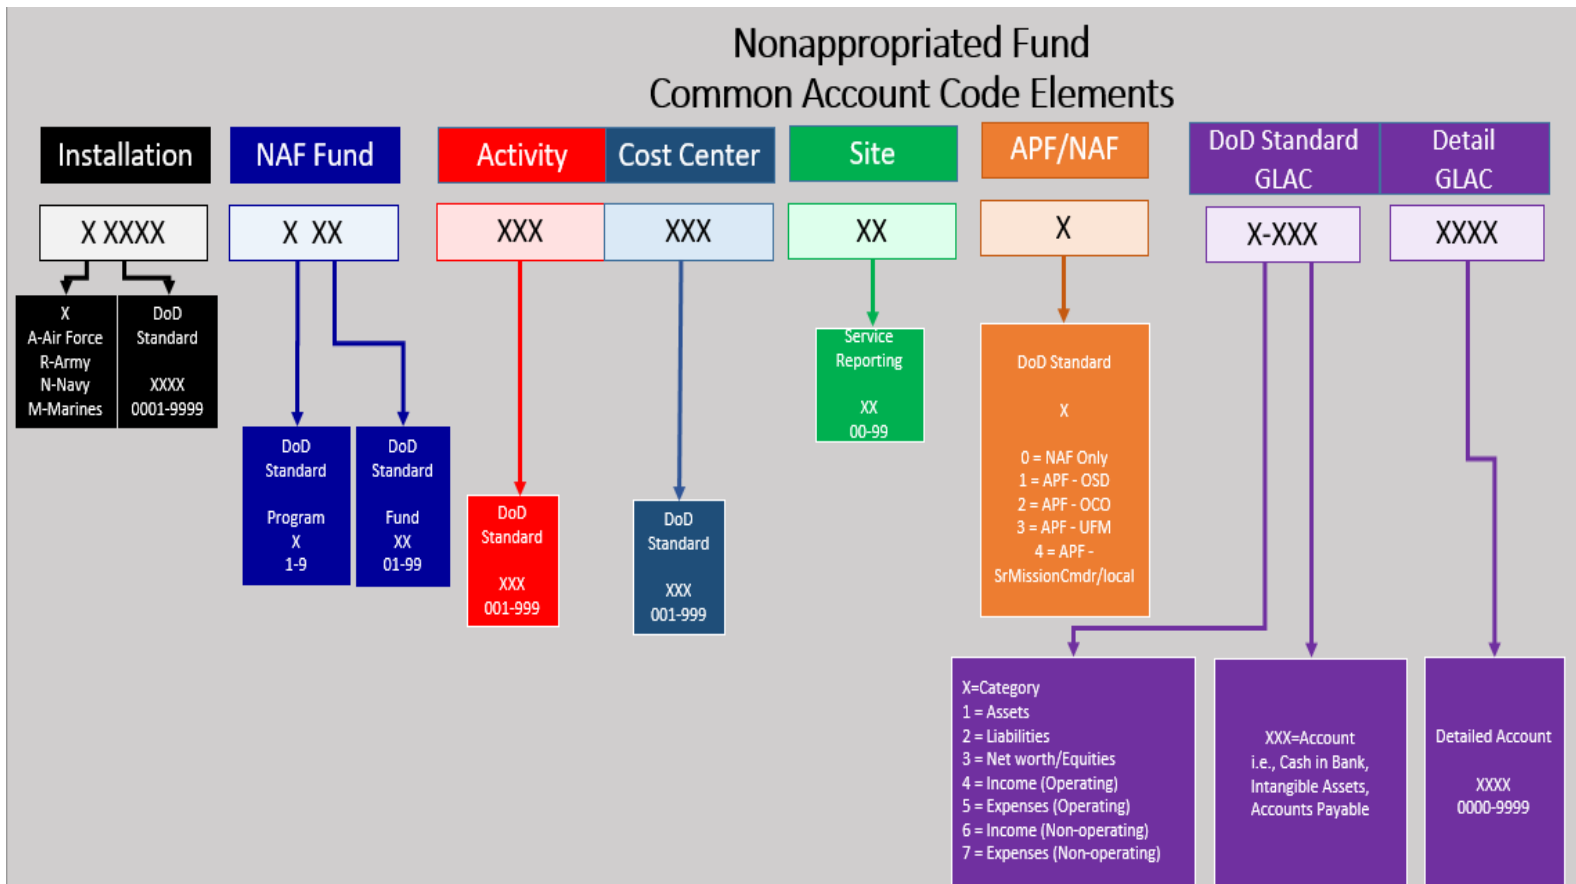 Nonappropriated Fund
Common Account Code Elements
Installation
NAF Fund
Activity
Cost Center
Site
APF/NAF
DoD Standard
GLAC
Detail
GLAC
X XXXX
X XX
XXX
XXX
XX
X
X-XXX
XXXX
X
A-Air Force
R-Army
N-Navy
M-Marines
DoD
Standard
XXXX
0001-9999
DoD
Standard
Program
X
1-9
DoD
Standard
Fund
XX
01-99
DoD
Standard
XXX
001-999
DoD
Standard
XXX
001-999
Service
Reporting
XX
00-99
DoD Standard
X
0 = NAF Only
1 = APF - OSD
2 = APF - OCO
3 = APF - UFM
4 = APF -
SrMissionCmdr/local
X=Category
1 = Assets
2 = Liabilities
3 = Net worth/Equities
4 = Income (Operating)
5 = Expenses (Operating)
6 = Income (Non-operating)
7 = Expenses (Non-operating)
XXX=Account
i.e., Cash in Bank,
Intangible Assets,
Accounts Payable
Detailed Account
XXXX
0000-9999